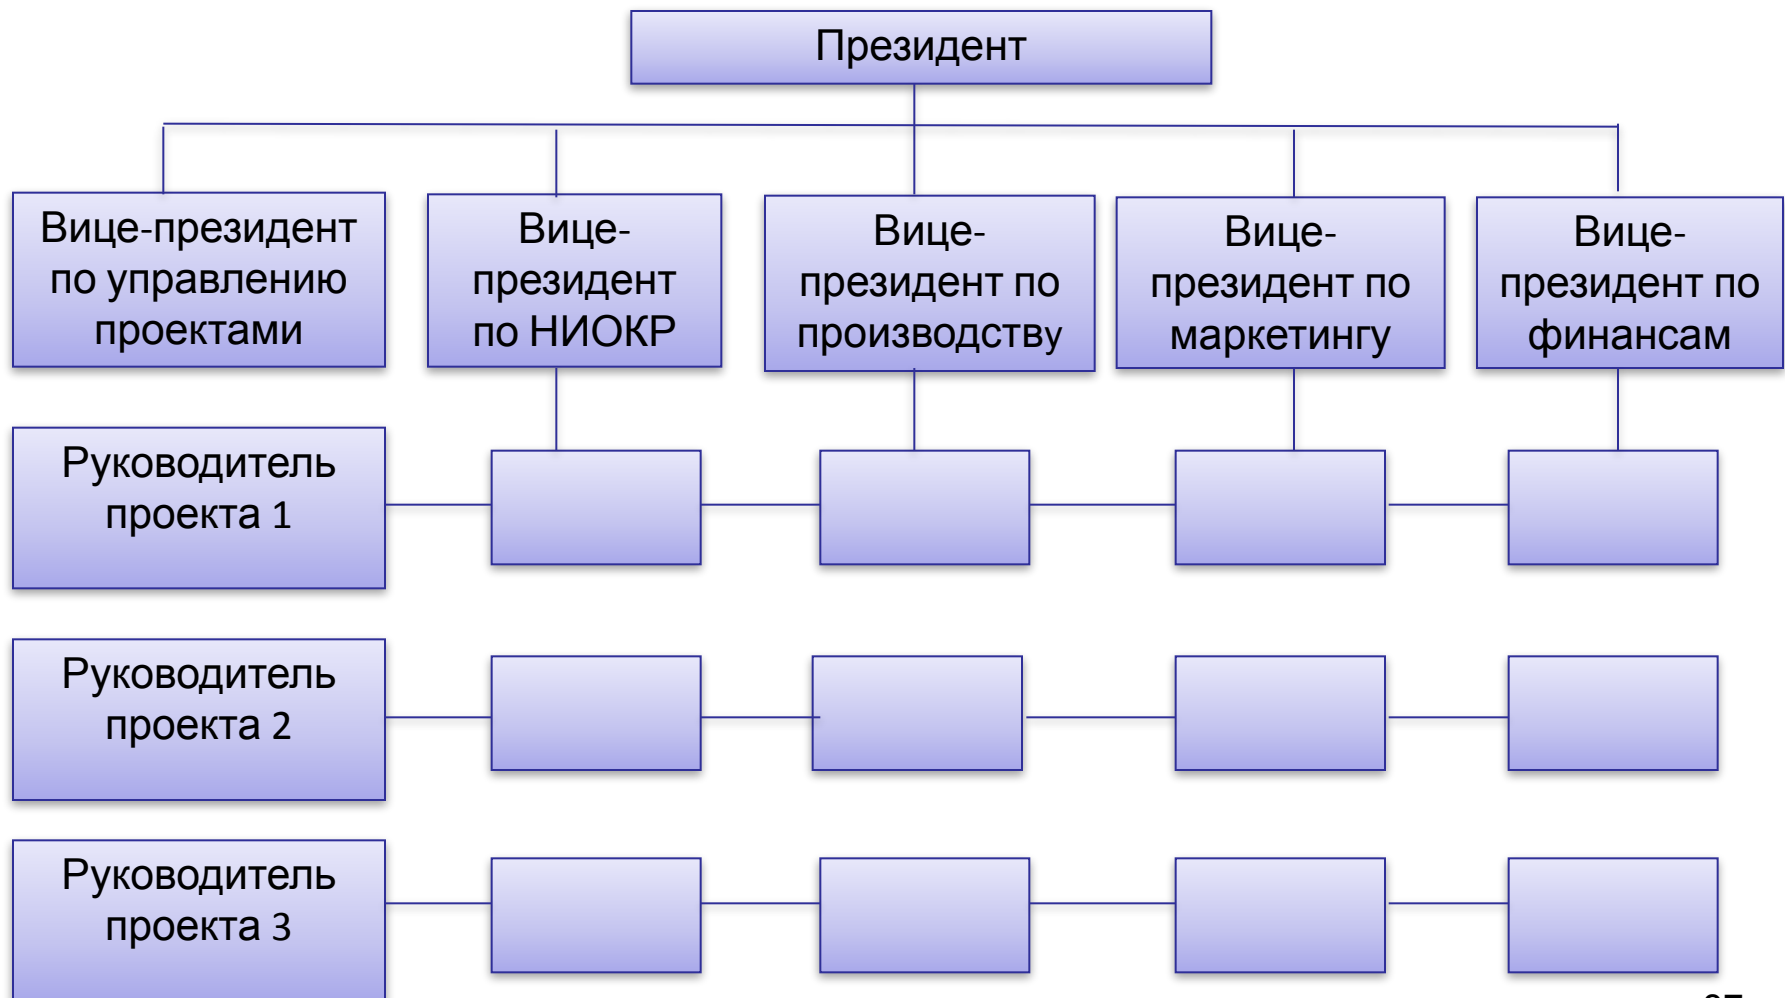 Президент
Вице-президент
по управлению
проектами
Вице-
президент
по НИОКР
Вице-
президент по
производству
Вице-
президент по
маркетингу
Вице-
президент по
финансам
Руководитель
проекта 1
Руководитель
проекта 2
Руководитель
проекта 3